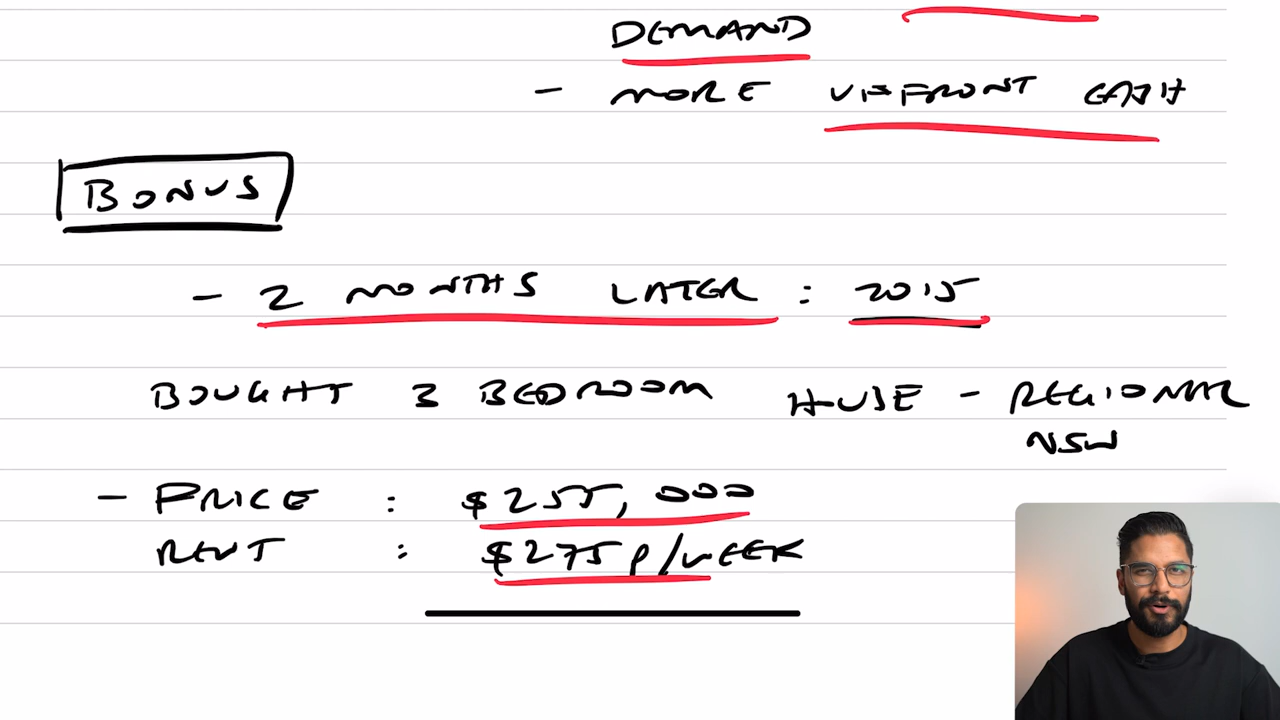 DEMAND
- MORE UPFRONT CASH
BONUS
- 2 MONTHS LATER : 2015
BOUGHT 3 BEDROOM HOUSE - REGIONAL
NSW
- PRICE : $255,000
RENT : $275 P/WEEK